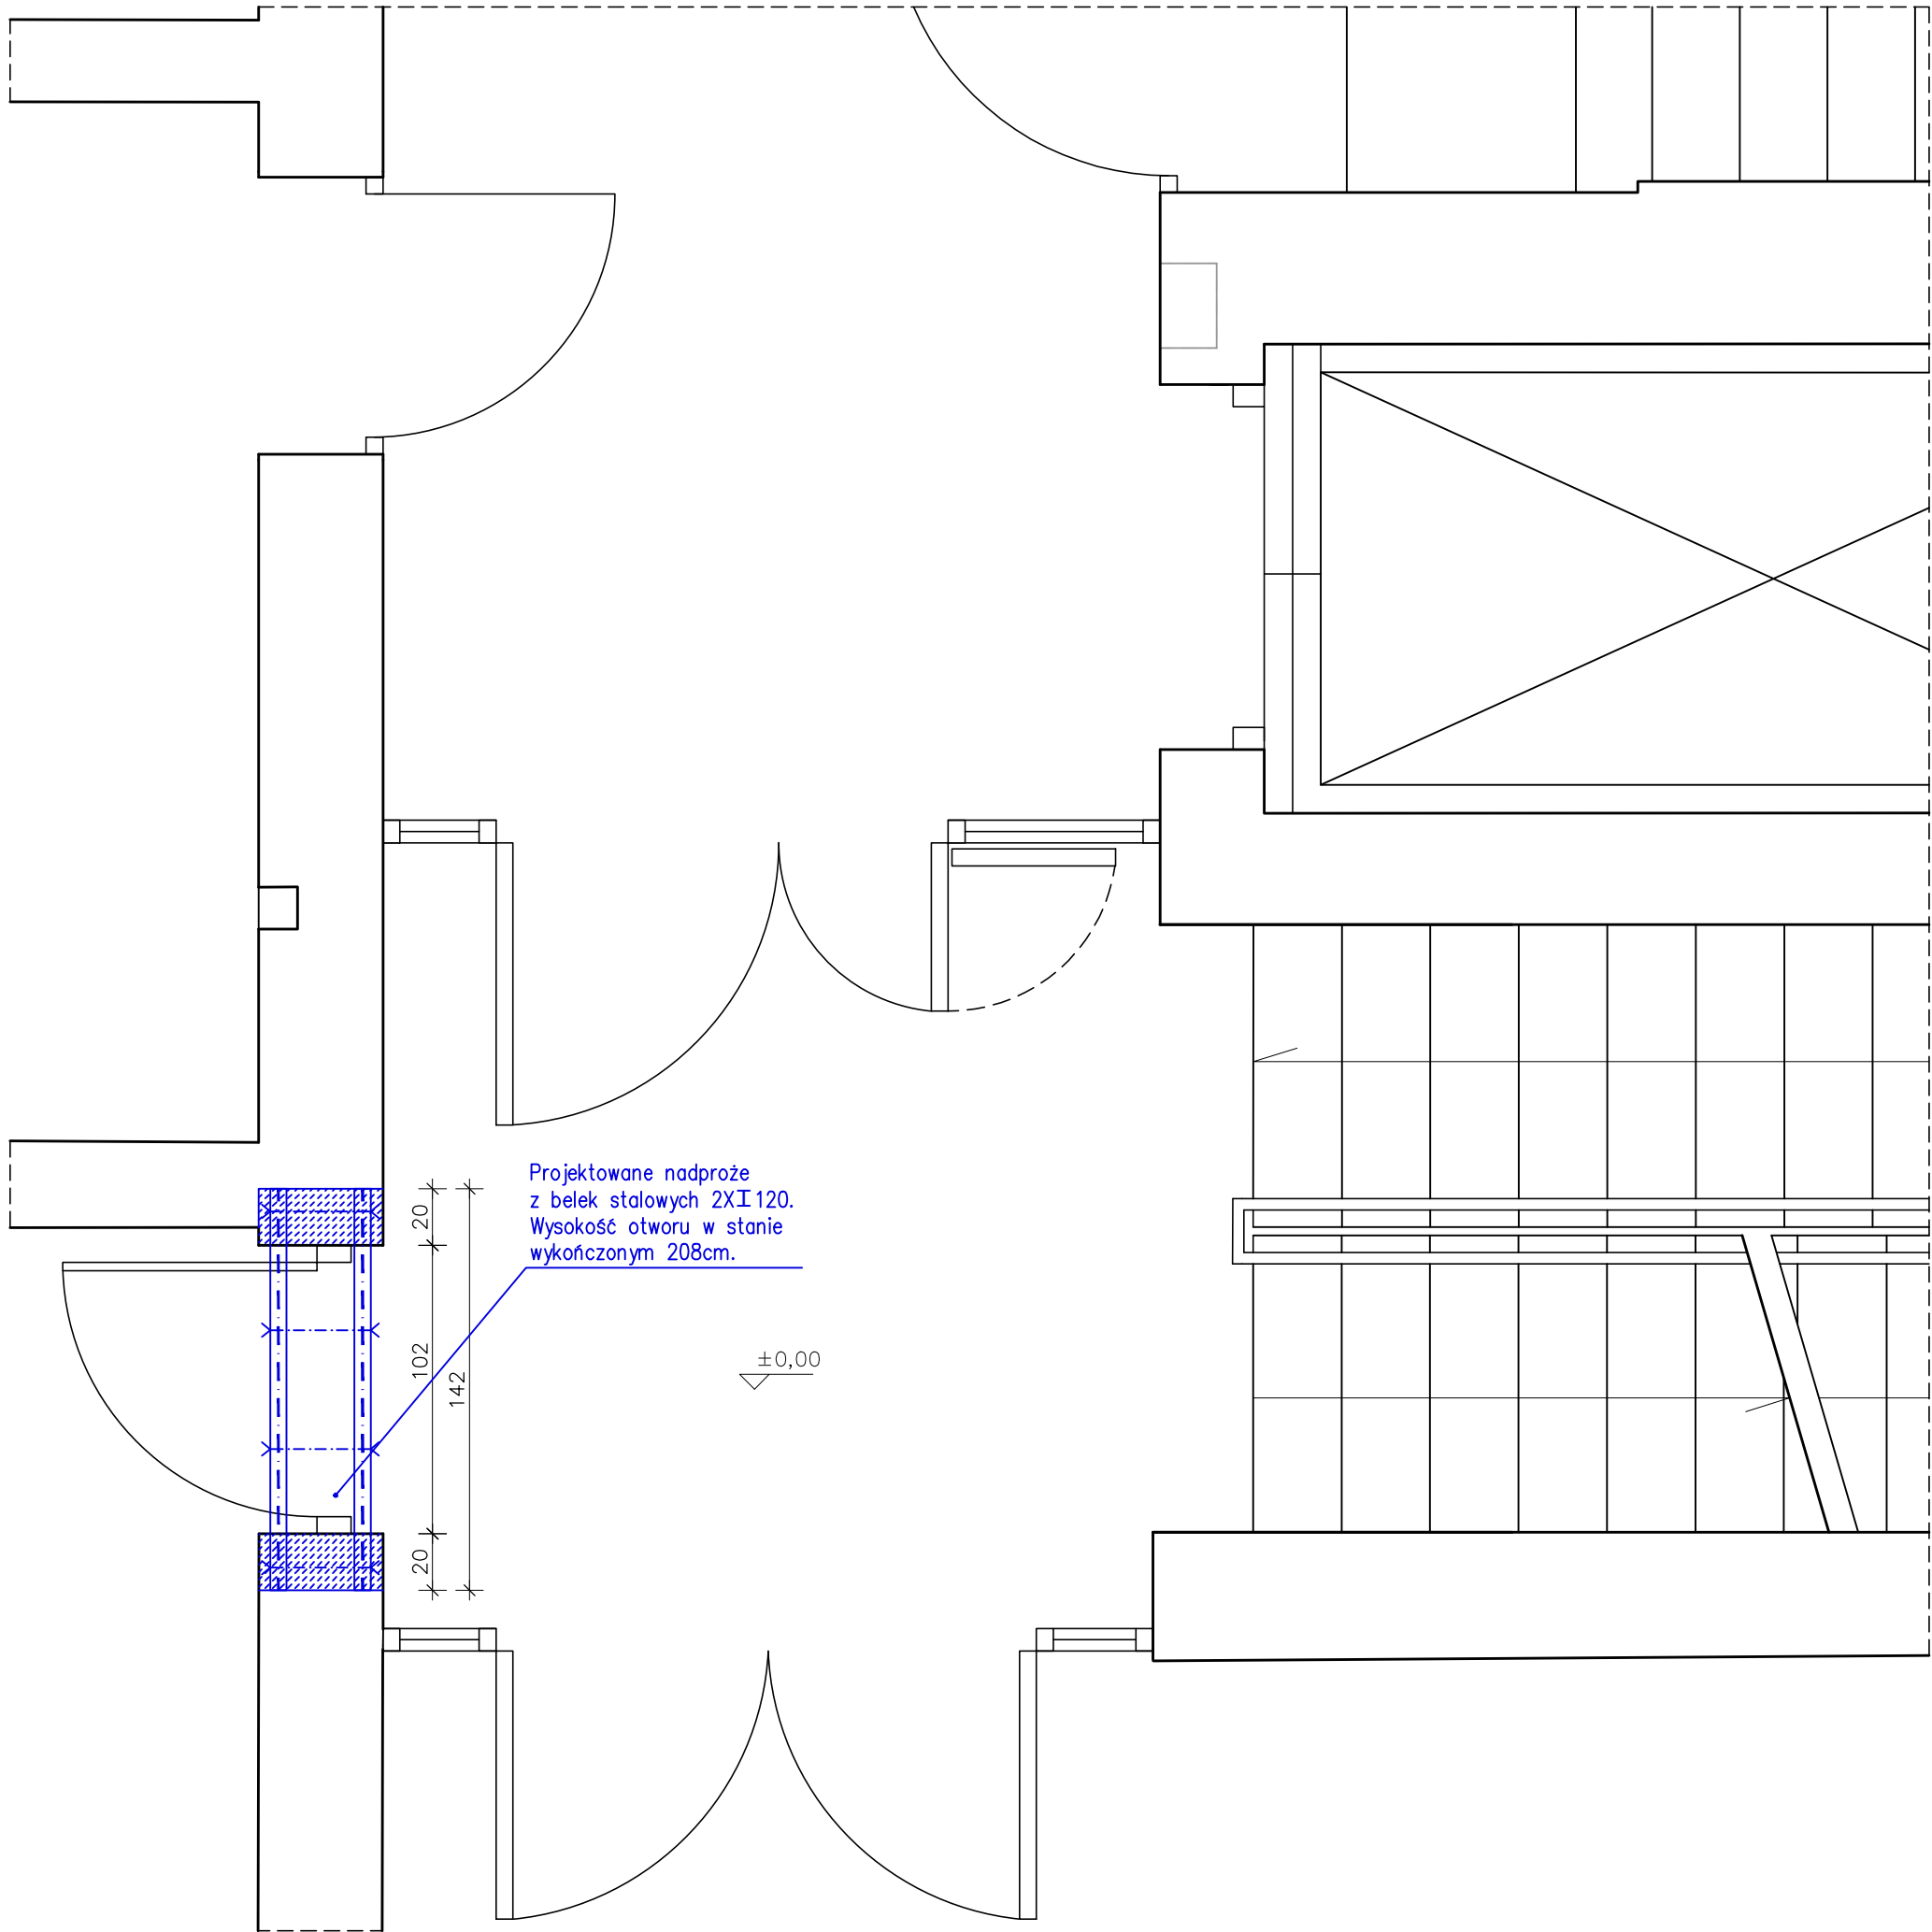 Projektowane nadproże
z belek stalowych 2XI120.
Wysokość otworu w stanie
wykończonym 208cm.
20
102
142
20
±0,00